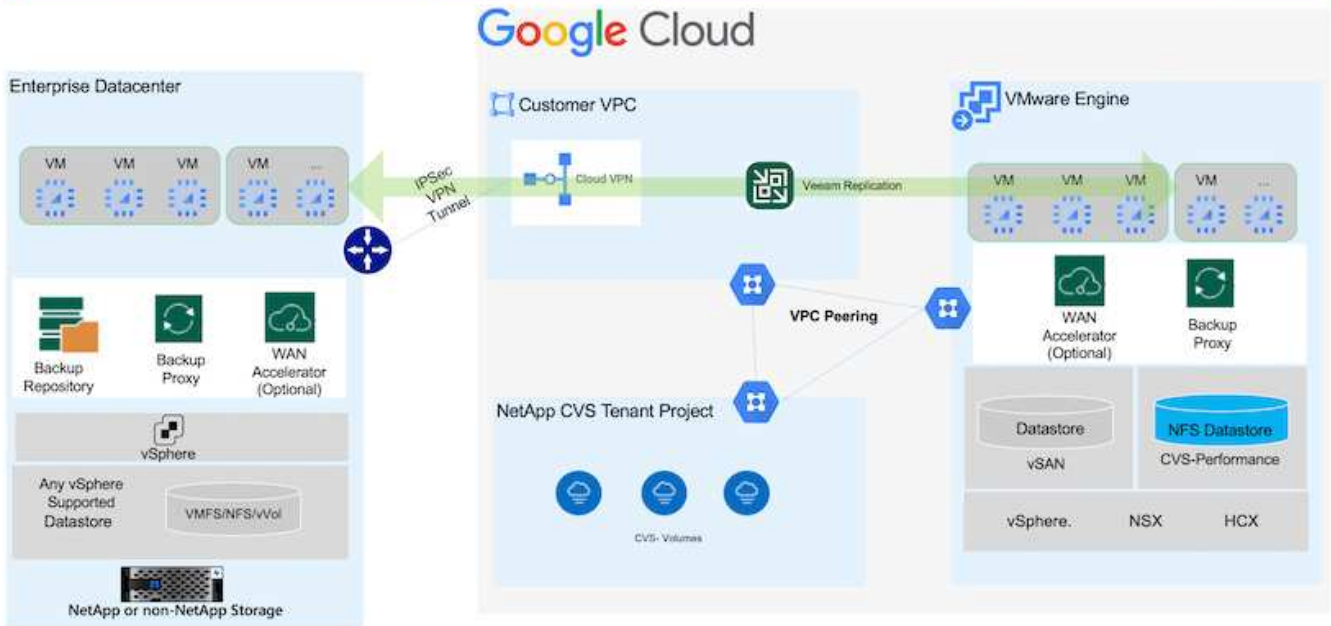 Google Cloud
Enterprise Datacenter
VM VM VM VM ...
IPSec
VPN
Tunnel
Backup
Repository
Backup
Proxy
WAN
Accelerator
(Optional)
vSphere
Any vSphere
Supported
Datastore
VMFS/NFS/vVol
NetApp or non-NetApp Storage
Customer VPC
Cloud VPN
Veeam Replication
VPC Peering
NetApp CVS Tenant Project
CVS- Volumes
VMware Engine
VM VM VM VM ...
WAN
Accelerator
(Optional)
Backup
Proxy
Datastore
vSAN
NFS Datastore
CVS-Performance
vSphere. NSX HCX